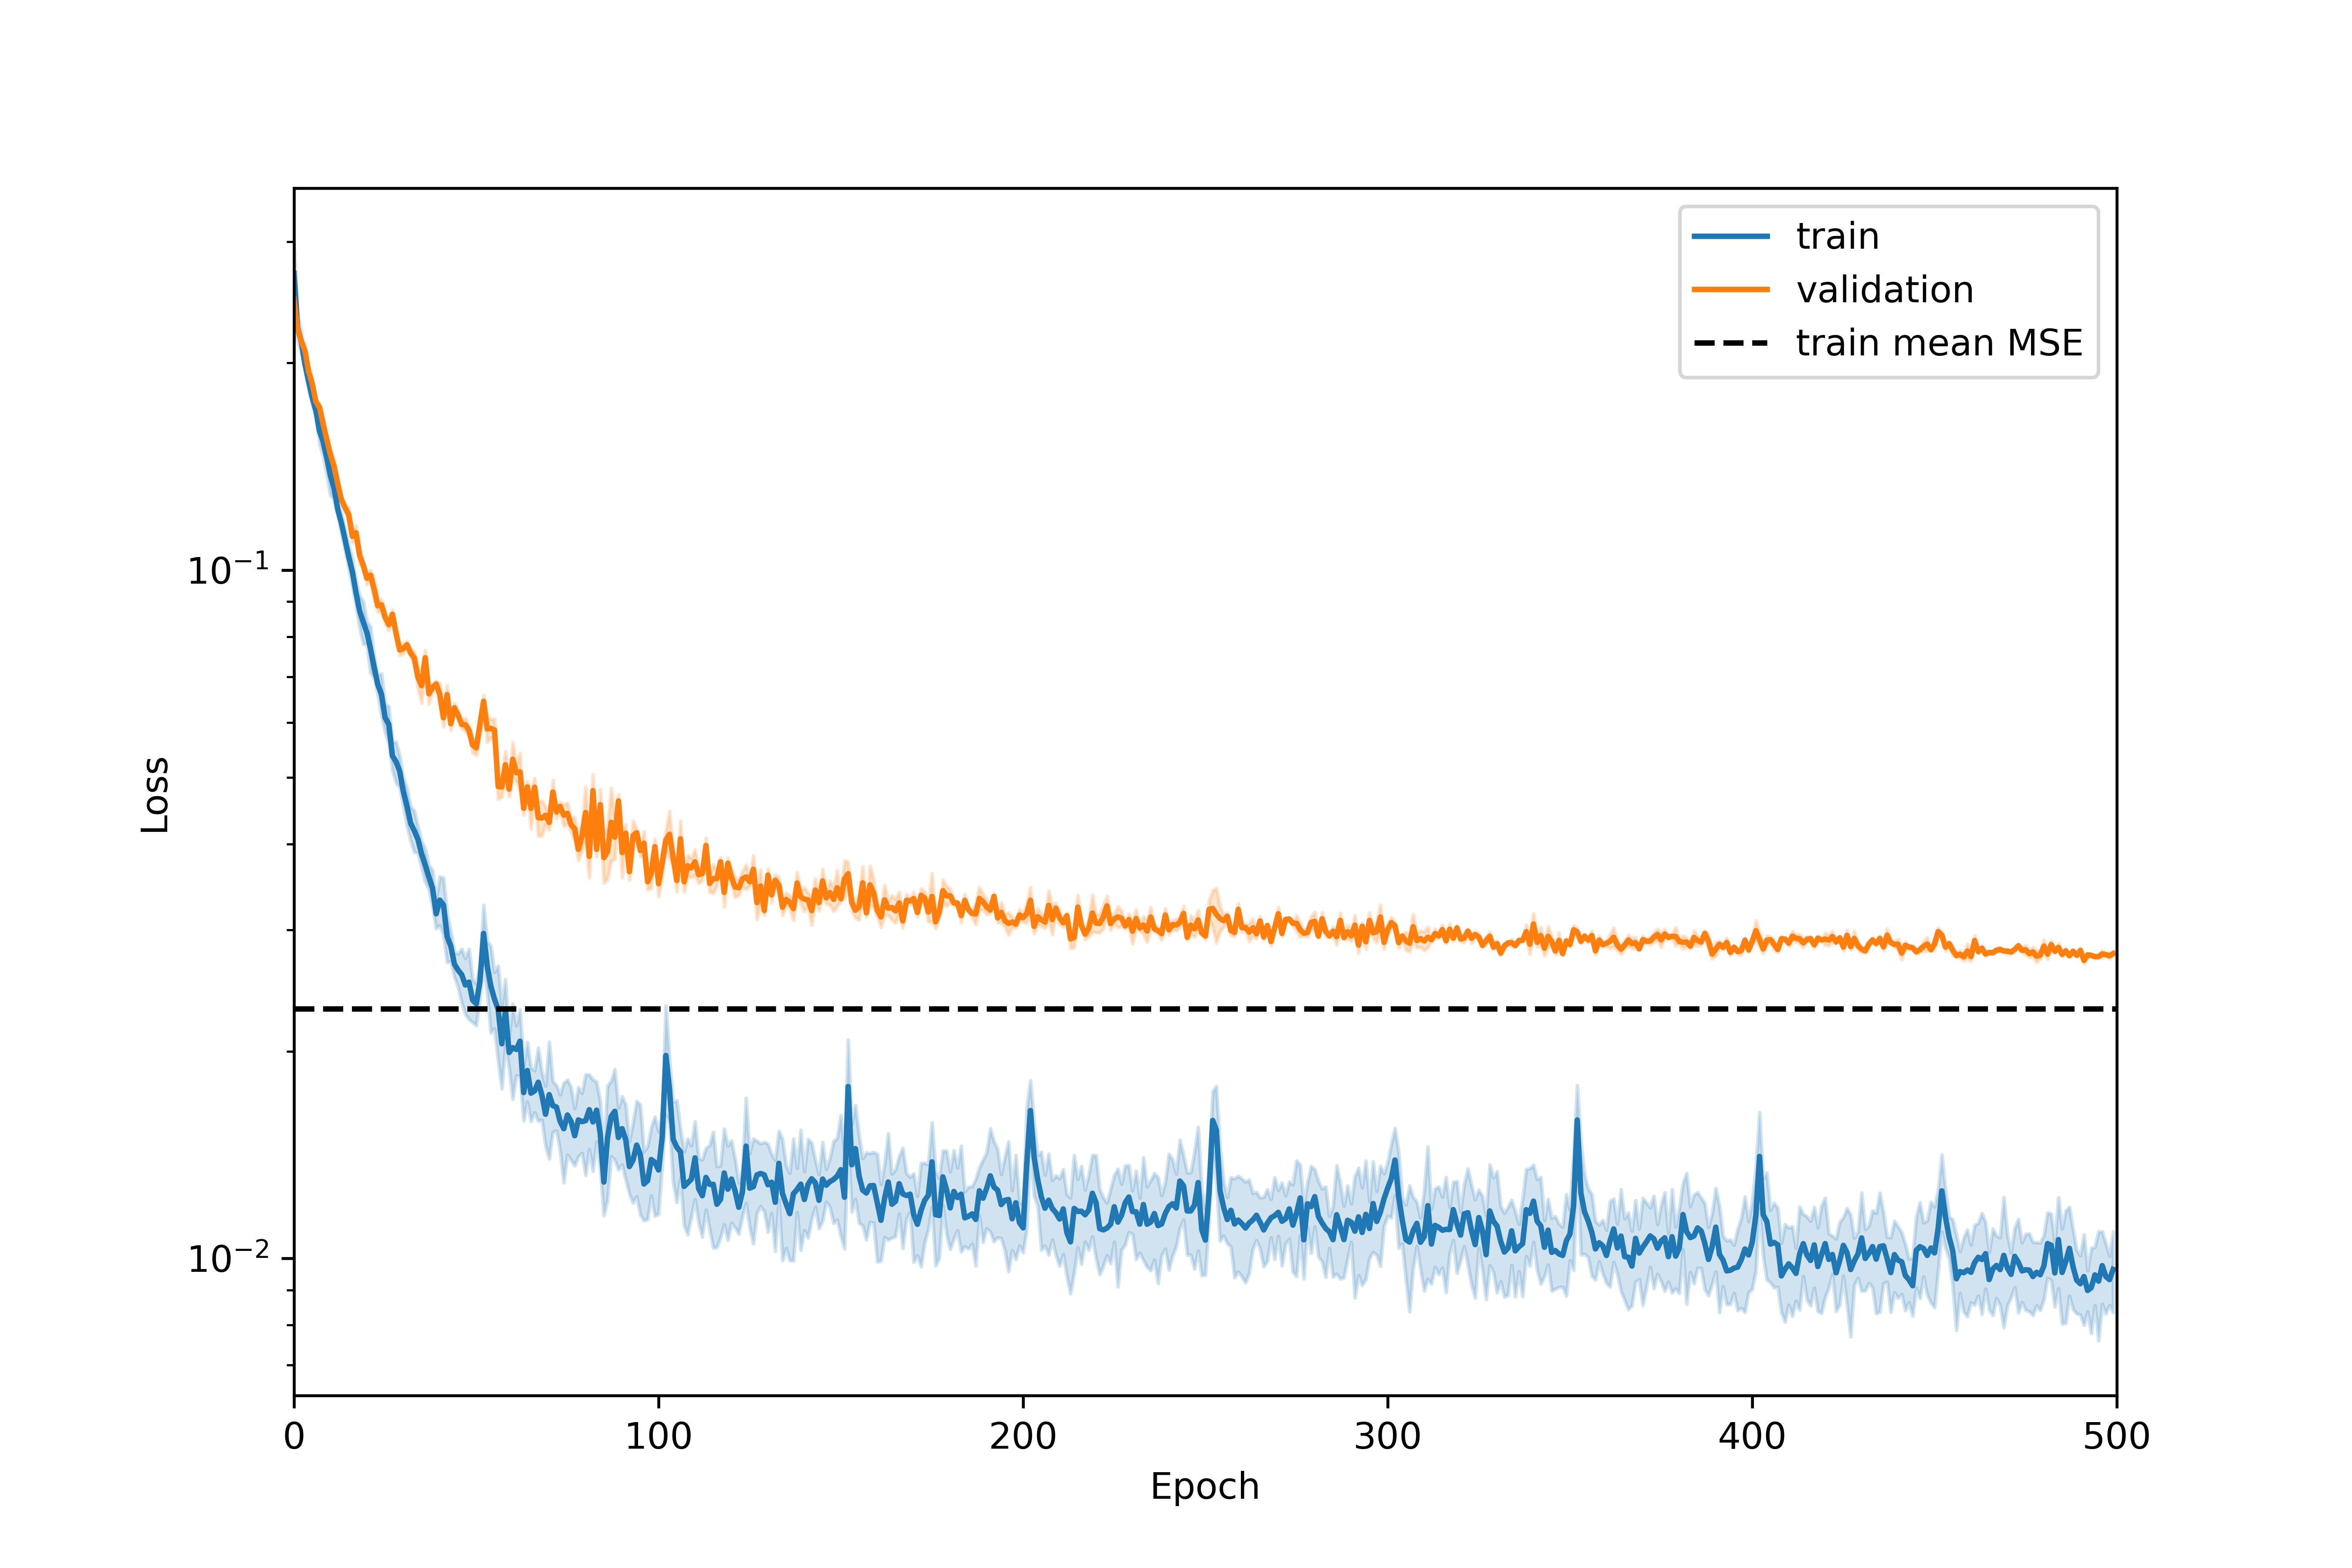 train
validation
train mean MSE
10⁻¹
10⁻²
Loss
0 100 200 300 400 500
Epoch